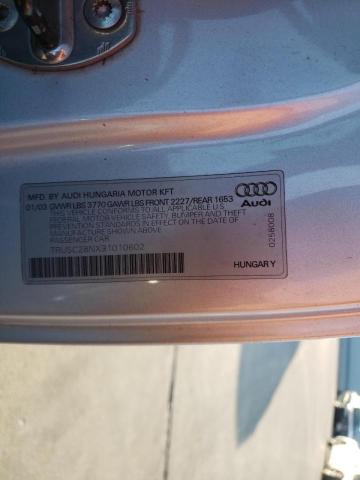 MFD. BY AUDI HUNGARIA MOTOR KFT
01/03 GVWR LBS 3770 GAWR LBS FRONT 2227/REAR 1653
THIS VEHICLE CONFORMS TO ALL APPLICABLE U.S.
FEDERAL MOTOR VEHICLE SAFETY, BUMPER AND THEFT
PREVENTION STANDARDS IN EFFECT ON THE DATE OF
MANUFACTURE SHOWN ABOVE
PASSENGER CAR
TRUSC28NX31010602
Audi
0258008
HUNGARY